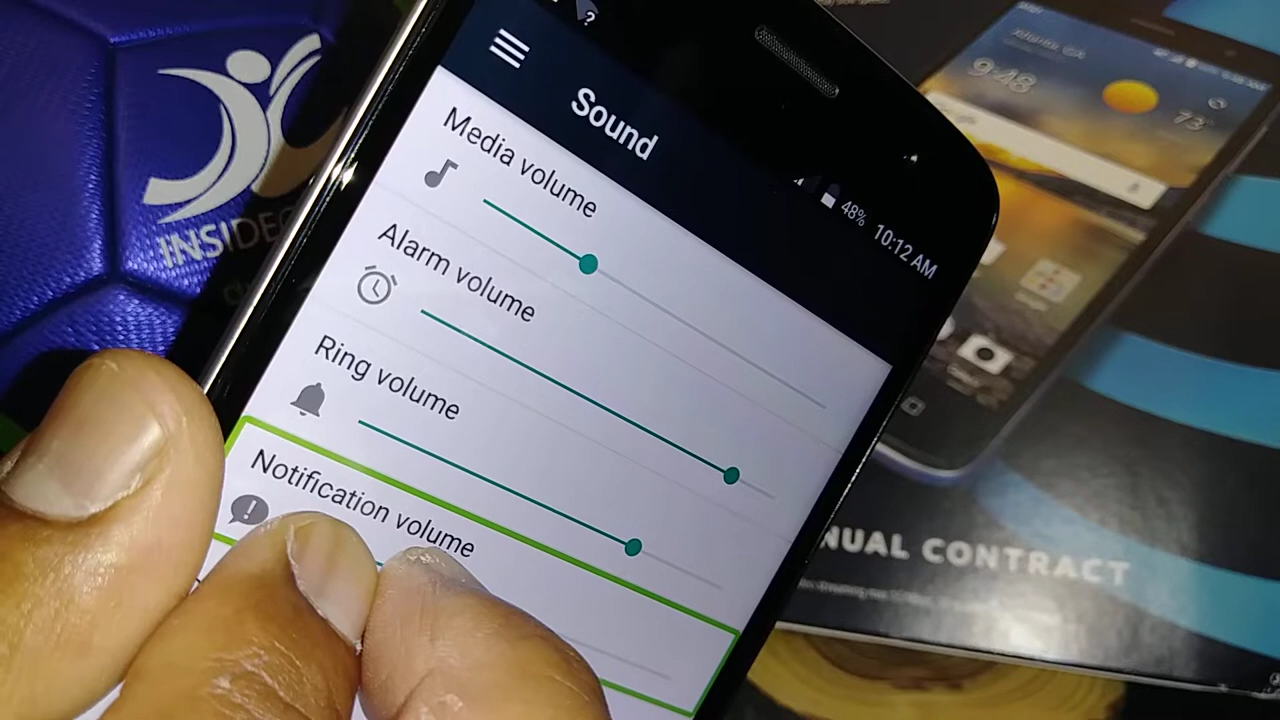 INSIDE
?
Sound
48% 10:12 AM
Media volume
Alarm volume
Ring volume
Notification volume
!
9:48
73°
NUAL CONTRACT